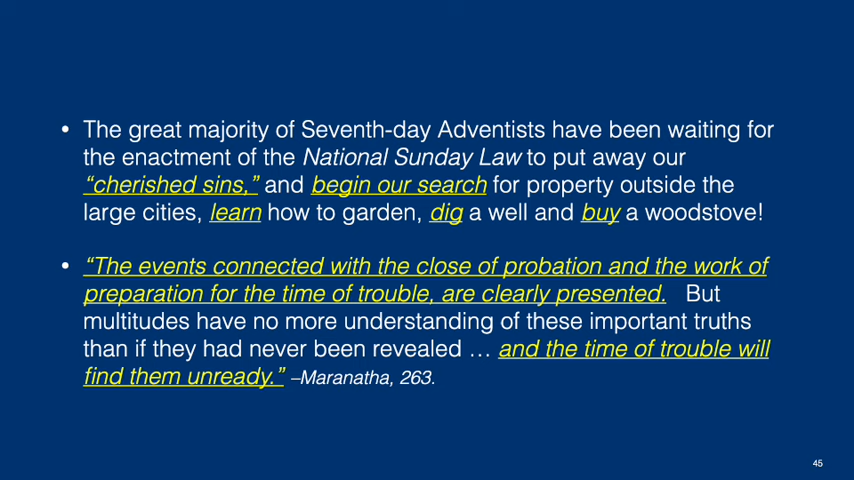 • The great majority of Seventh-day Adventists have been waiting for
the enactment of the National Sunday Law to put away our
“cherished sins,” and begin our search for property outside the
large cities, learn how to garden, dig a well and buy a woodstove!
• “The events connected with the close of probation and the work of
preparation for the time of trouble, are clearly presented. But
multitudes have no more understanding of these important truths
than if they had never been revealed … and the time of trouble will
find them unready.” –Maranatha, 263.
45